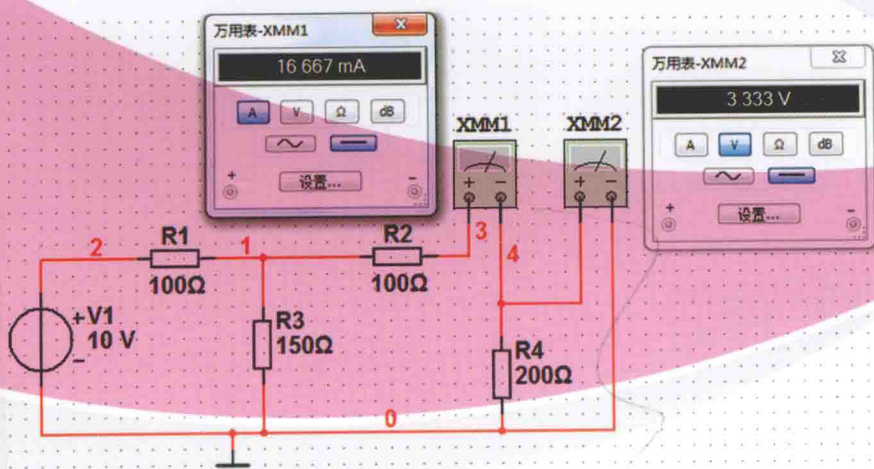 万用表-XMM1
16 667 mA
A V Ω dB
+ -
设置...
万用表-XMM2
3 333 V
A V Ω dB
+ -
设置...
XMM1
XMM2
+ -
+ -
3
4
2
R1
100Ω
1
R2
100Ω
+
V1
10 V
-
R3
150Ω
R4
200Ω
0